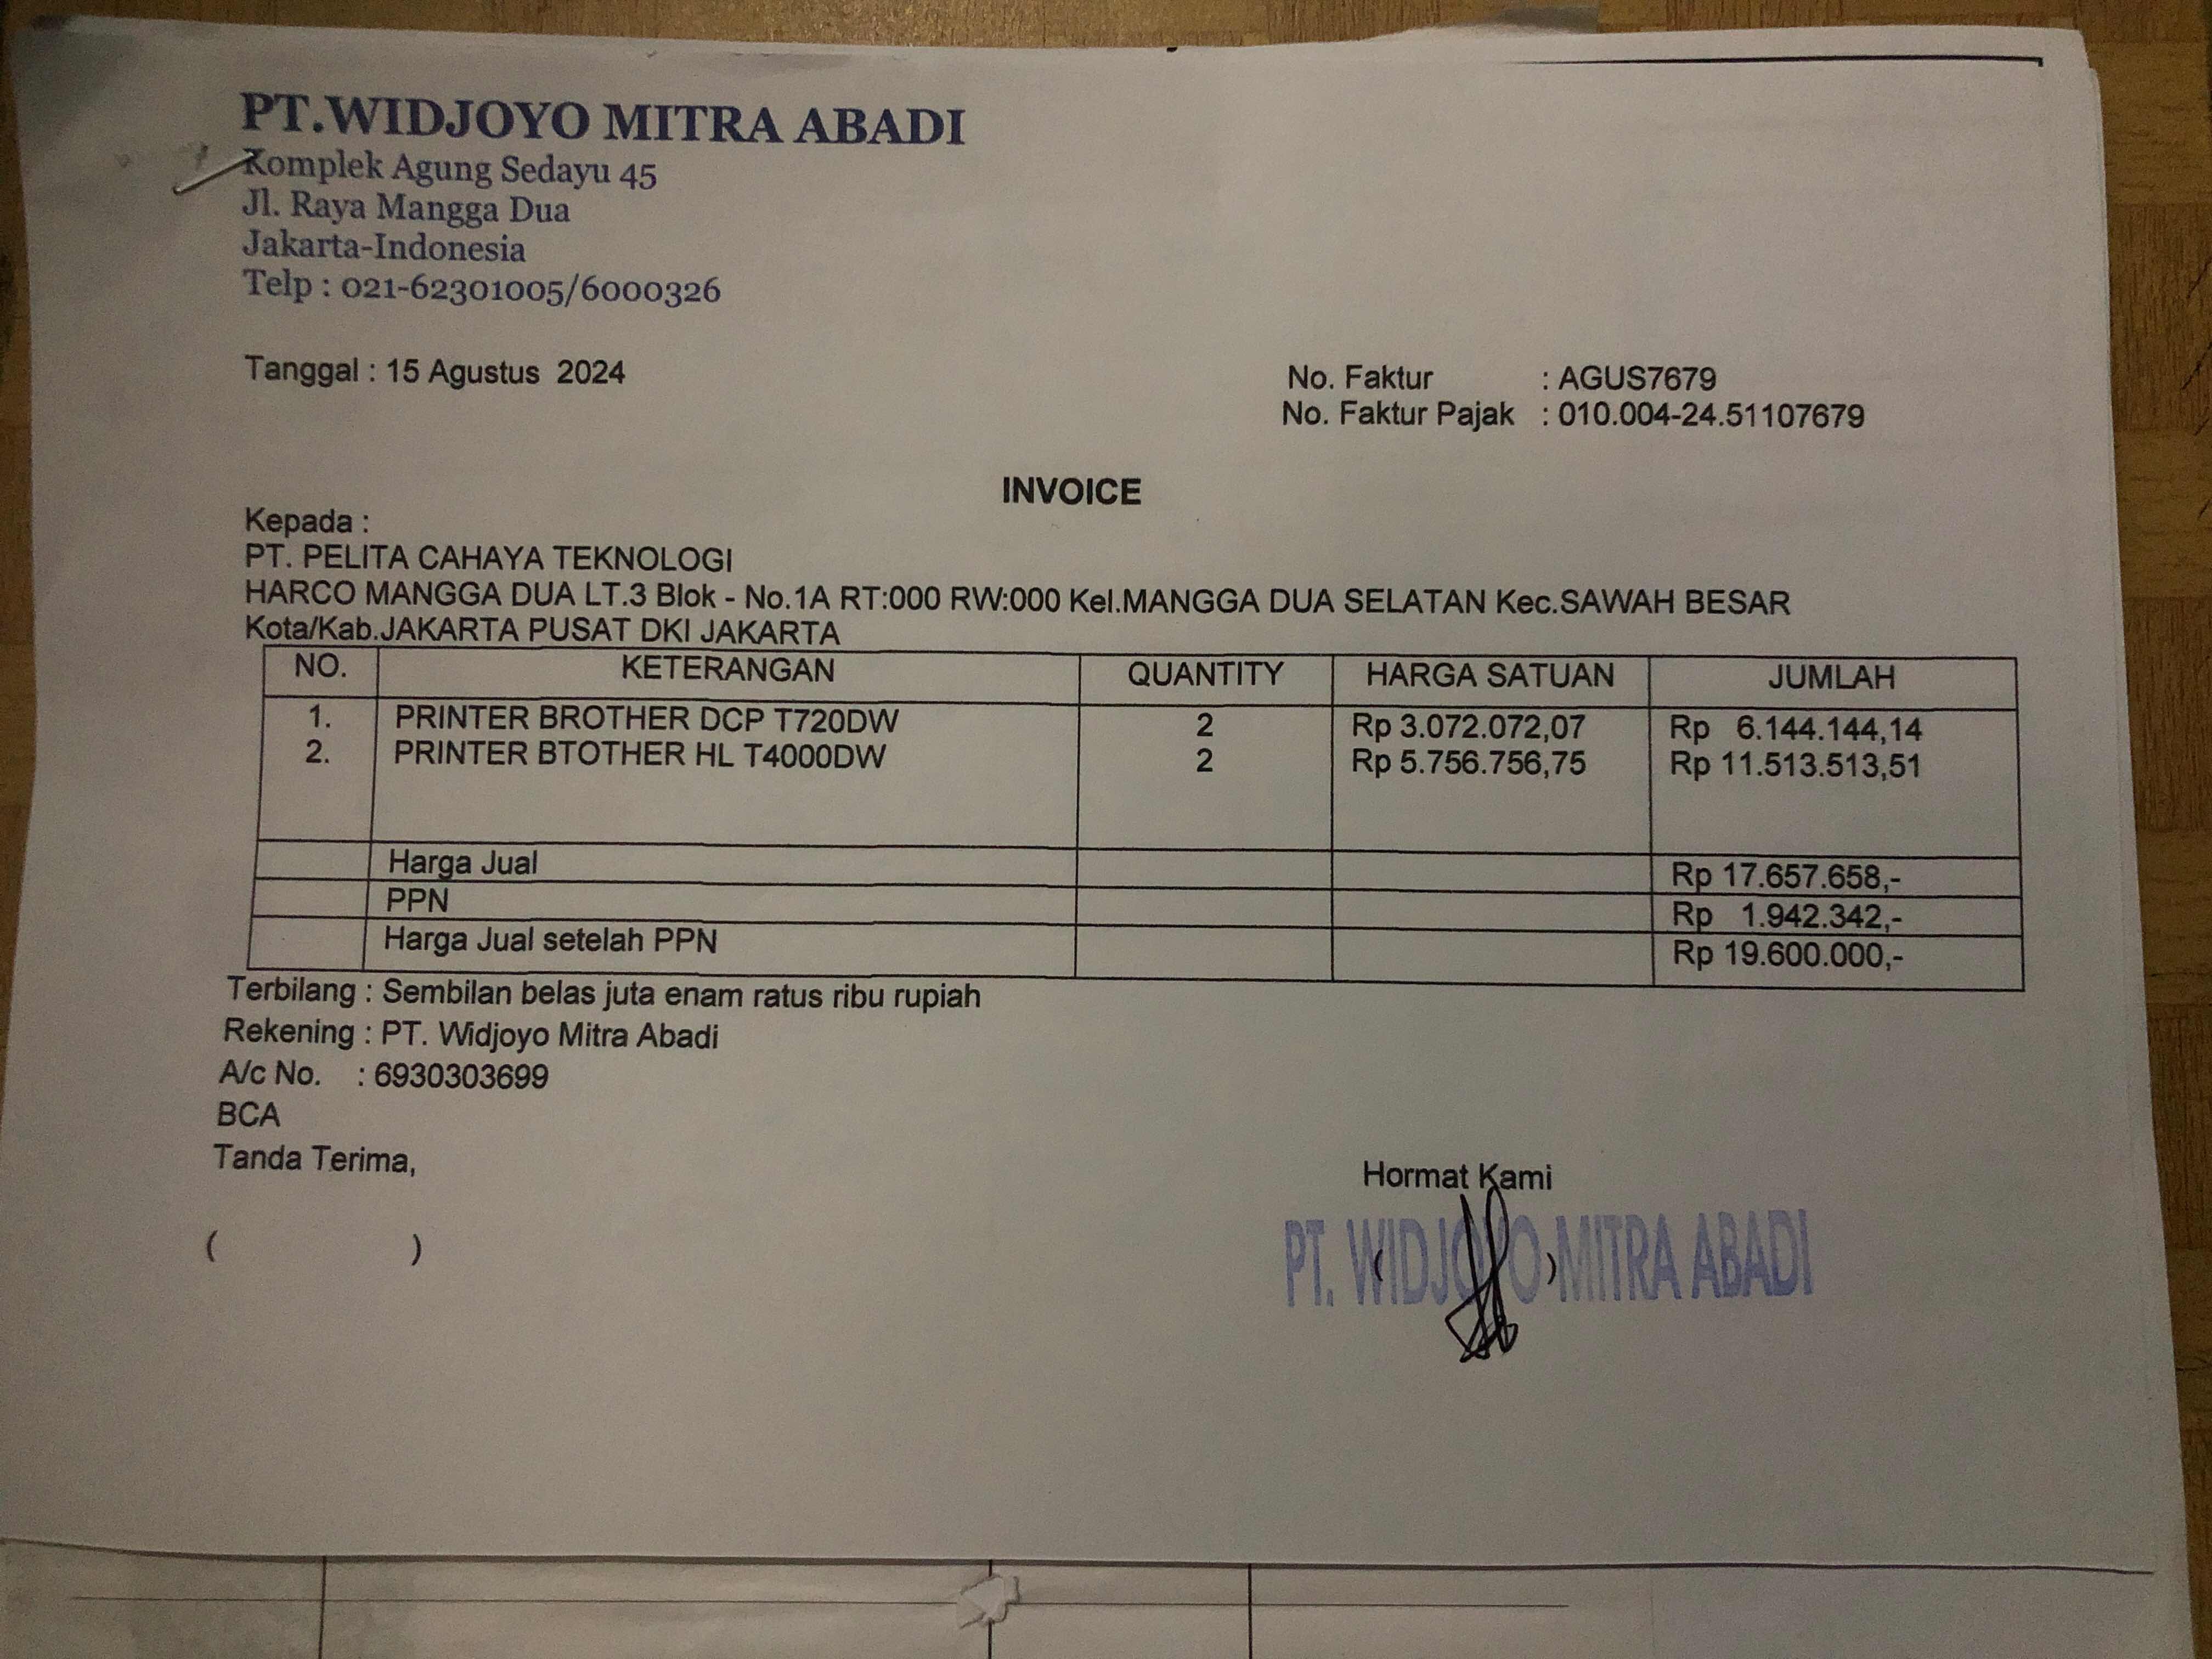 PT.WIDJOYO MITRA ABADI
Komplek Agung Sedayu 45
Jl. Raya Mangga Dua
Jakarta-Indonesia
Telp : 021-62301005/6000326
Tanggal : 15 Agustus 2024
No. Faktur : AGUS7679
No. Faktur Pajak : 010.004-24.51107679
INVOICE
Kepada :
PT. PELITA CAHAYA TEKNOLOGI
HARCO MANGGA DUA LT.3 Blok - No.1A RT:000 RW:000 Kel.MANGGA DUA SELATAN Kec.SAWAH BESAR
Kota/Kab.JAKARTA PUSAT DKI JAKARTA
NO. KETERANGAN QUANTITY HARGA SATUAN JUMLAH
1. PRINTER BROTHER DCP T720DW 2 Rp 3.072.072,07 Rp 6.144.144,14
2. PRINTER BTOTHER HL T4000DW 2 Rp 5.756.756,75 Rp 11.513.513,51
Harga Jual Rp 17.657.658,-
PPN Rp 1.942.342,-
Harga Jual setelah PPN Rp 19.600.000,-
Terbilang : Sembilan belas juta enam ratus ribu rupiah
Rekening : PT. Widjoyo Mitra Abadi
A/c No. : 6930303699
BCA
Tanda Terima,
Hormat Kami
( )
( )
PT. WIDJOYO MITRA ABADI